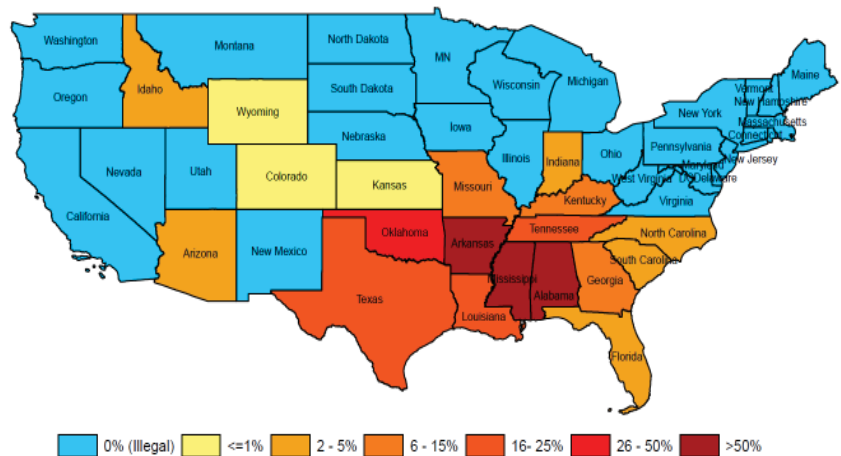 Washington
Montana
North Dakota
MN
Maine
Oregon
Idaho
Wyoming
South Dakota
Wisconsin
Michigan
Vermont
New Hampshire
New York
Massachusetts
Connecticut
Nebraska
Iowa
Nevada
Utah
Colorado
Kansas
Illinois
Indiana
Ohio
Pennsylvania
New Jersey
Maryland
DC
Delaware
West Virginia
Virginia
Missouri
Kentucky
California
Arizona
New Mexico
Oklahoma
Arkansas
Tennessee
North Carolina
South Carolina
Texas
Louisiana
Mississippi
Alabama
Georgia
Florida
0% (Illegal) <=1% 2 - 5% 6 - 15% 16- 25% 26 - 50% >50%